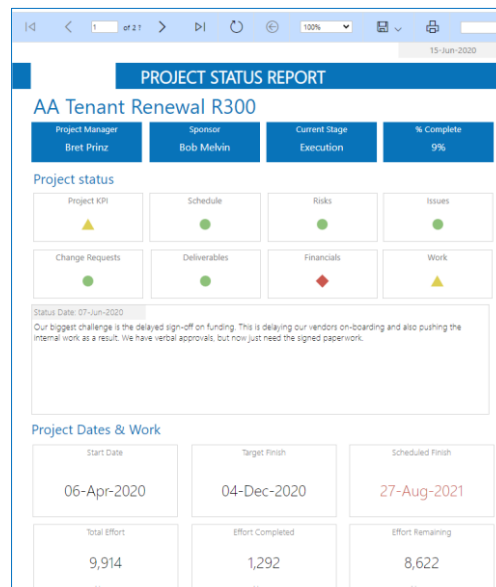 1 of 2 ? 100%
15-Jun-2020
PROJECT STATUS REPORT
AA Tenant Renewal R300
Project Manager Sponsor Current Stage % Complete
Bret Prinz Bob Melvin Execution 9%
Project status
Project KPI Schedule Risks Issues
Change Requests Deliverables Financials Work
Status Date: 07-Jun-2020
Our biggest challenge is the delayed sign-off on funding. This is delaying our vendors on-boarding and also pushing the
internal work as a result. We have verbal approvals, but now just need the signed paperwork.
Project Dates & Work
Start Date Target Finish Scheduled Finish
06-Apr-2020 04-Dec-2020 27-Aug-2021
Total Effort Effort Completed Effort Remaining
9,914 1,292 8,622